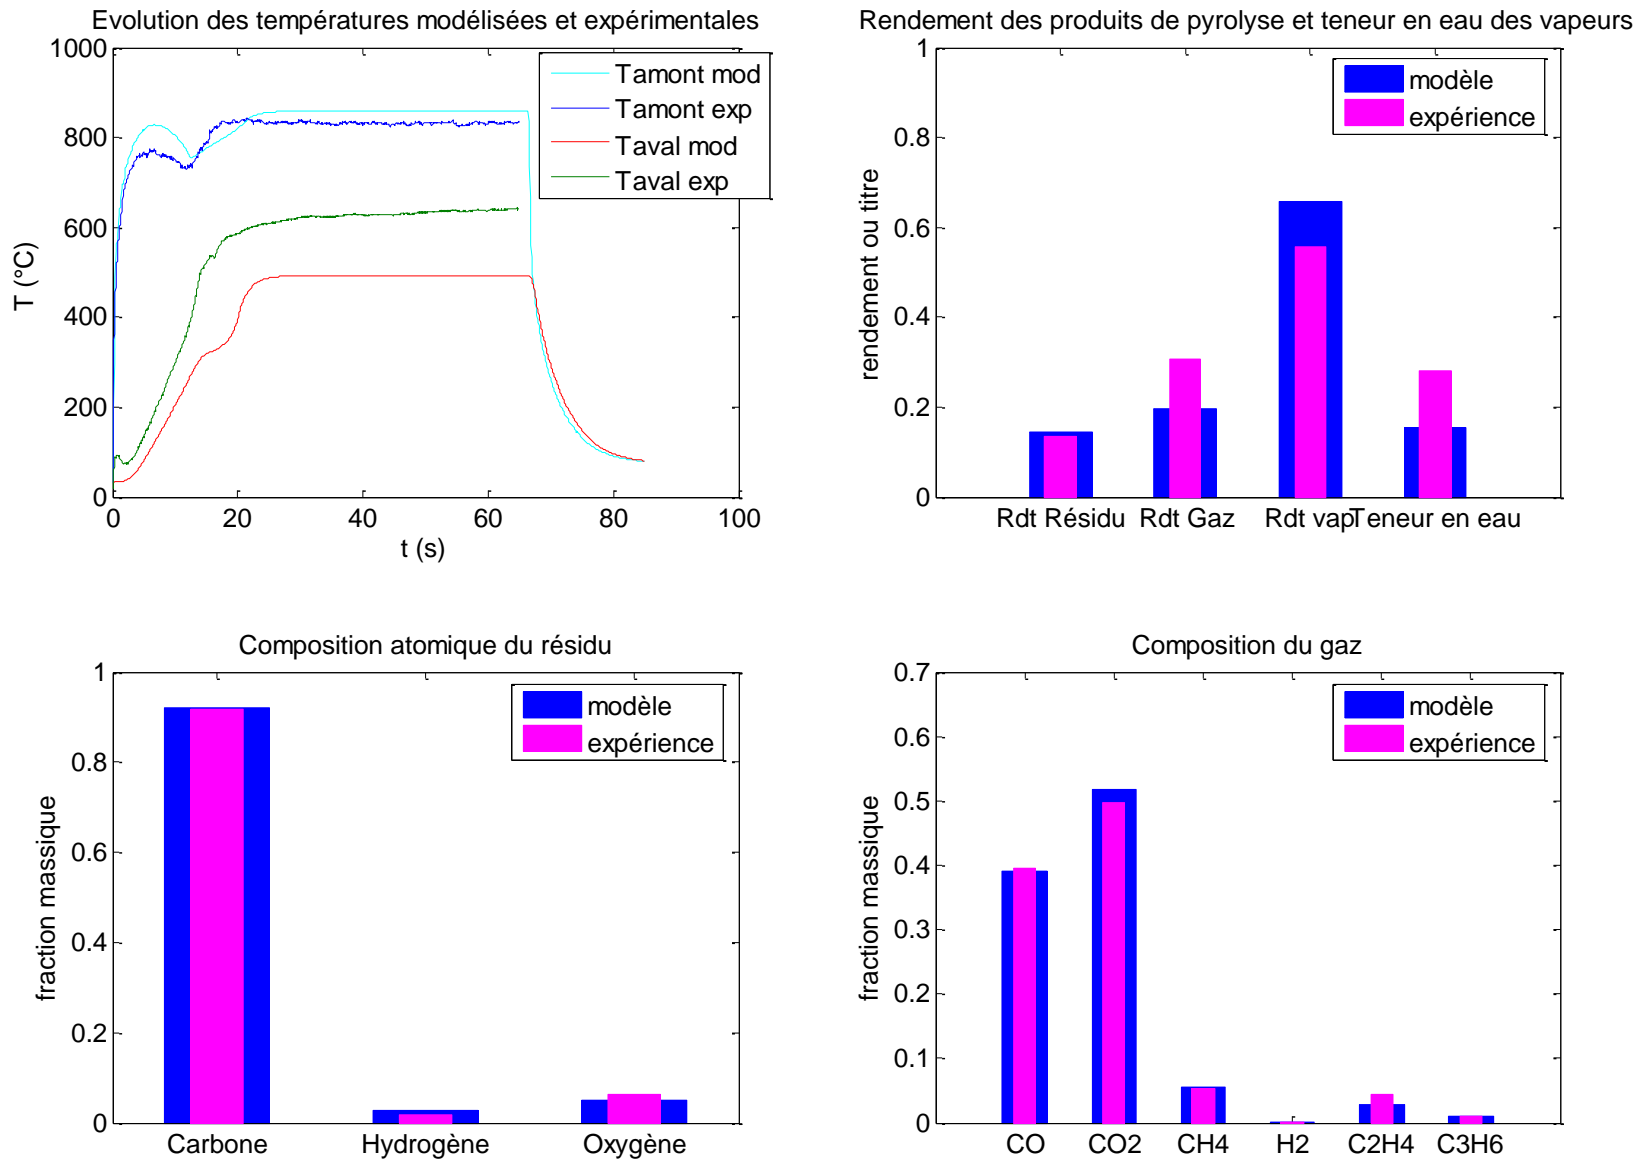 Evolution des températures modélisées et expérimentales
1000
800
600
400
200
0
T (°C)
0 20 40 60 80 100
t (s)
Tamont mod
Tamont exp
Taval mod
Taval exp
Rendement des produits de pyrolyse et teneur en eau des vapeurs
1
0.8
0.6
0.4
0.2
0
rendement ou titre
Rdt Résidu Rdt Gaz Rdt vap Teneur en eau
modèle
expérience
Composition atomique du résidu
1
0.8
0.6
0.4
0.2
0
fraction massique
Carbone Hydrogène Oxygène
modèle
expérience
Composition du gaz
0.7
0.6
0.5
0.4
0.3
0.2
0.1
0
fraction massique
CO CO2 CH4 H2 C2H4 C3H6
modèle
expérience